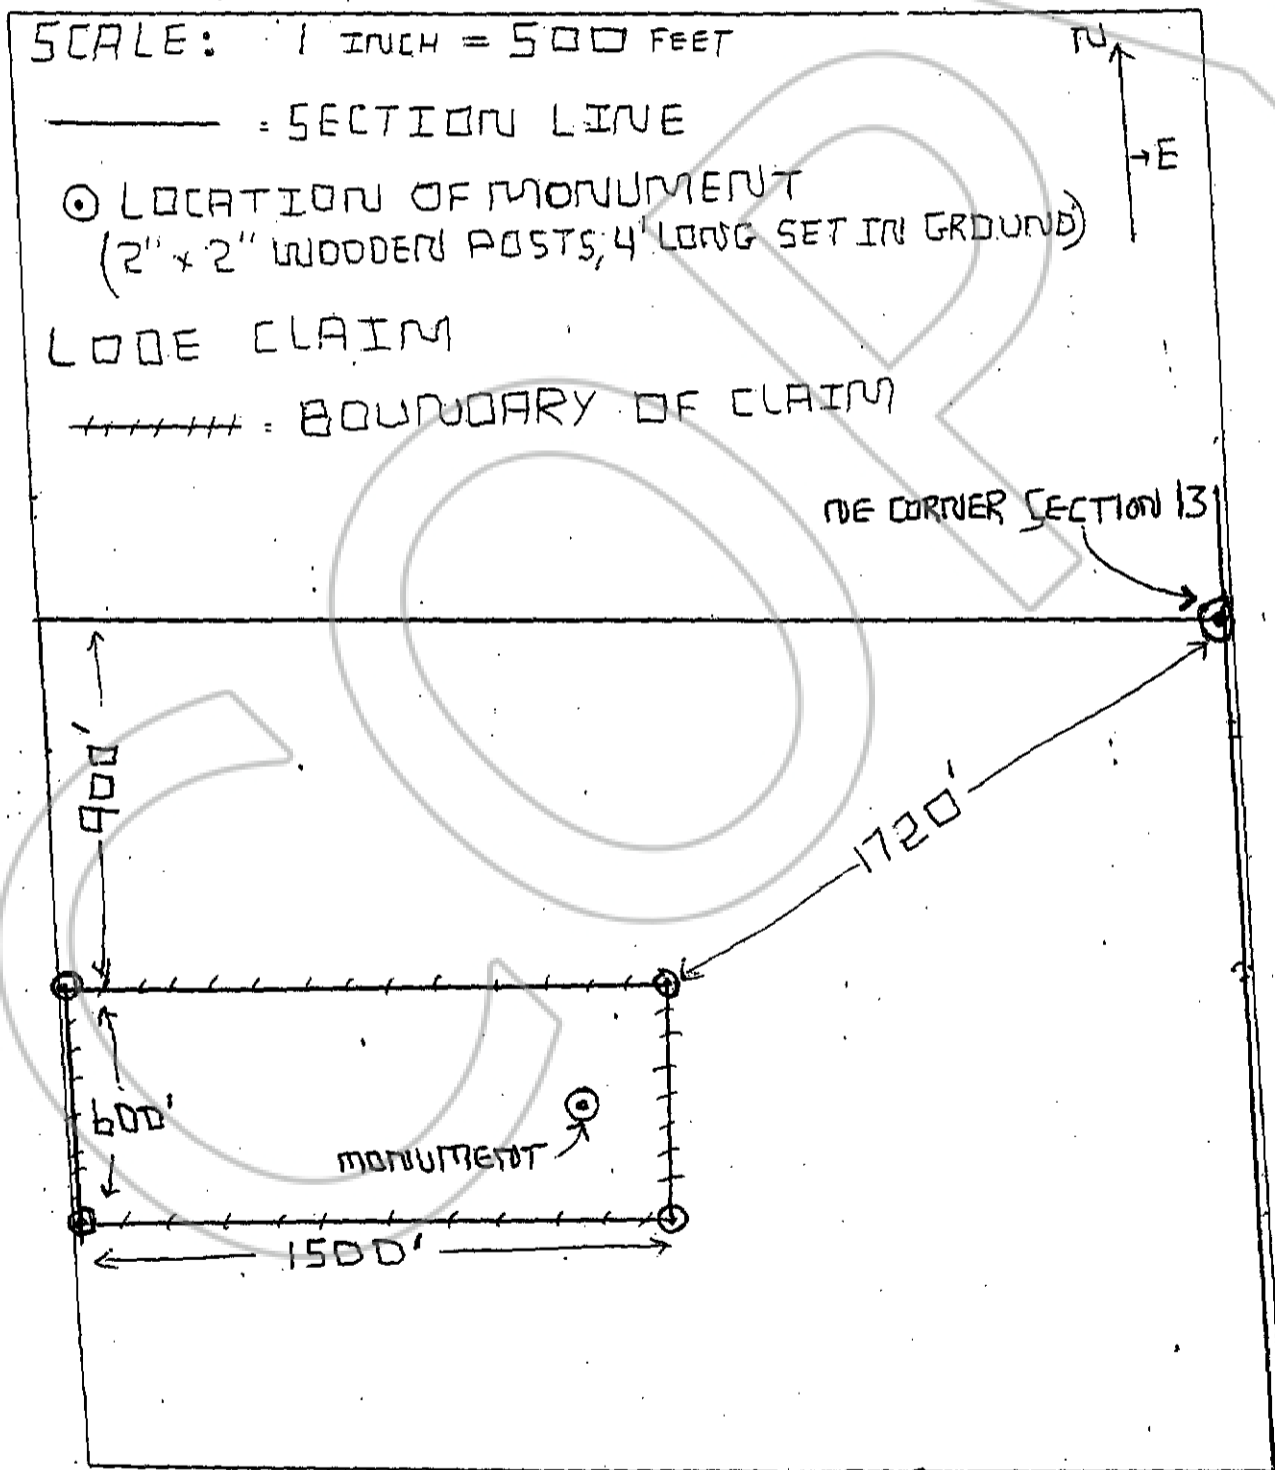 SCALE: 1 INCH = 500 FEET
N
= SECTION LINE
E
LOCATION OF MONUMENT
(2" x 2" WOODEN POSTS, 4' LONG SET IN GROUND)
LODE CLAIM
= BOUNDARY OF CLAIM
NE CORNER SECTION 13
900'
1720'
600'
MONUMENT
1500'
COP